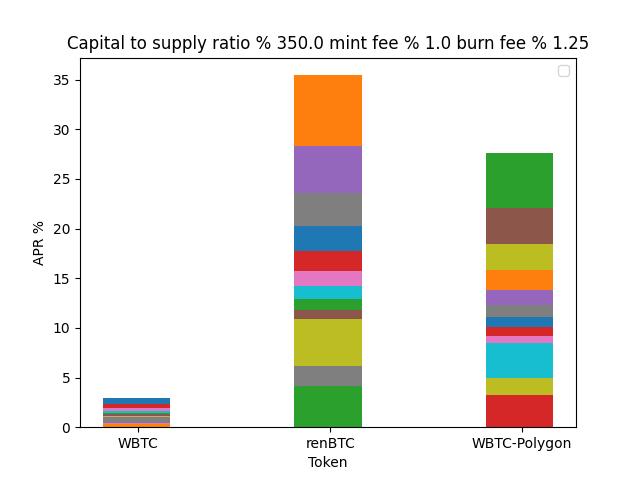 Capital to supply ratio % 350.0 mint fee % 1.0 burn fee % 1.25
35
30
25
20
15
10
5
0
APR %
WBTC
renBTC
WBTC-Polygon
Token